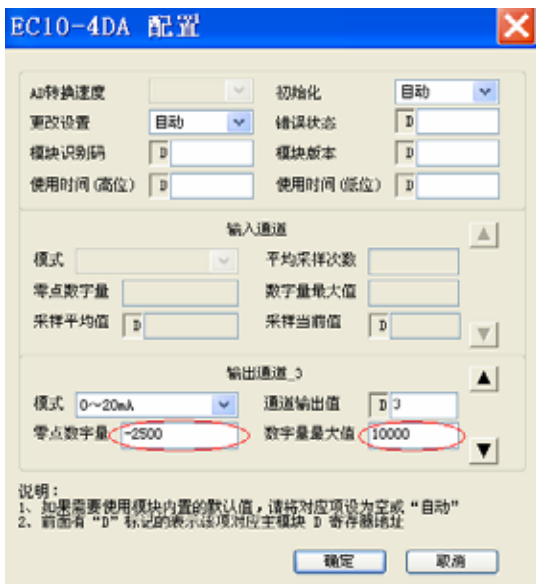 EC10-4DA 配置
AD转换速度 初始化 自动
更改设置 自动 错误状态 D
模块识别码 D 模块版本 D
使用时间(高位) D 使用时间(低位) D
输入通道
模式 平均采样次数
零点数字量 数字量最大值
采样平均值 D 采样当前值 D
输出通道_3
模式 0～20mA 通道输出值 D 3
零点数字量 -2500 数字量最大值 10000
说明：
1、如果需要使用模块内置的默认值，请将对应项设为空或“自动”
2、前面有“D”标记的表示该项对应主模块 D 寄存器地址
确定 取消